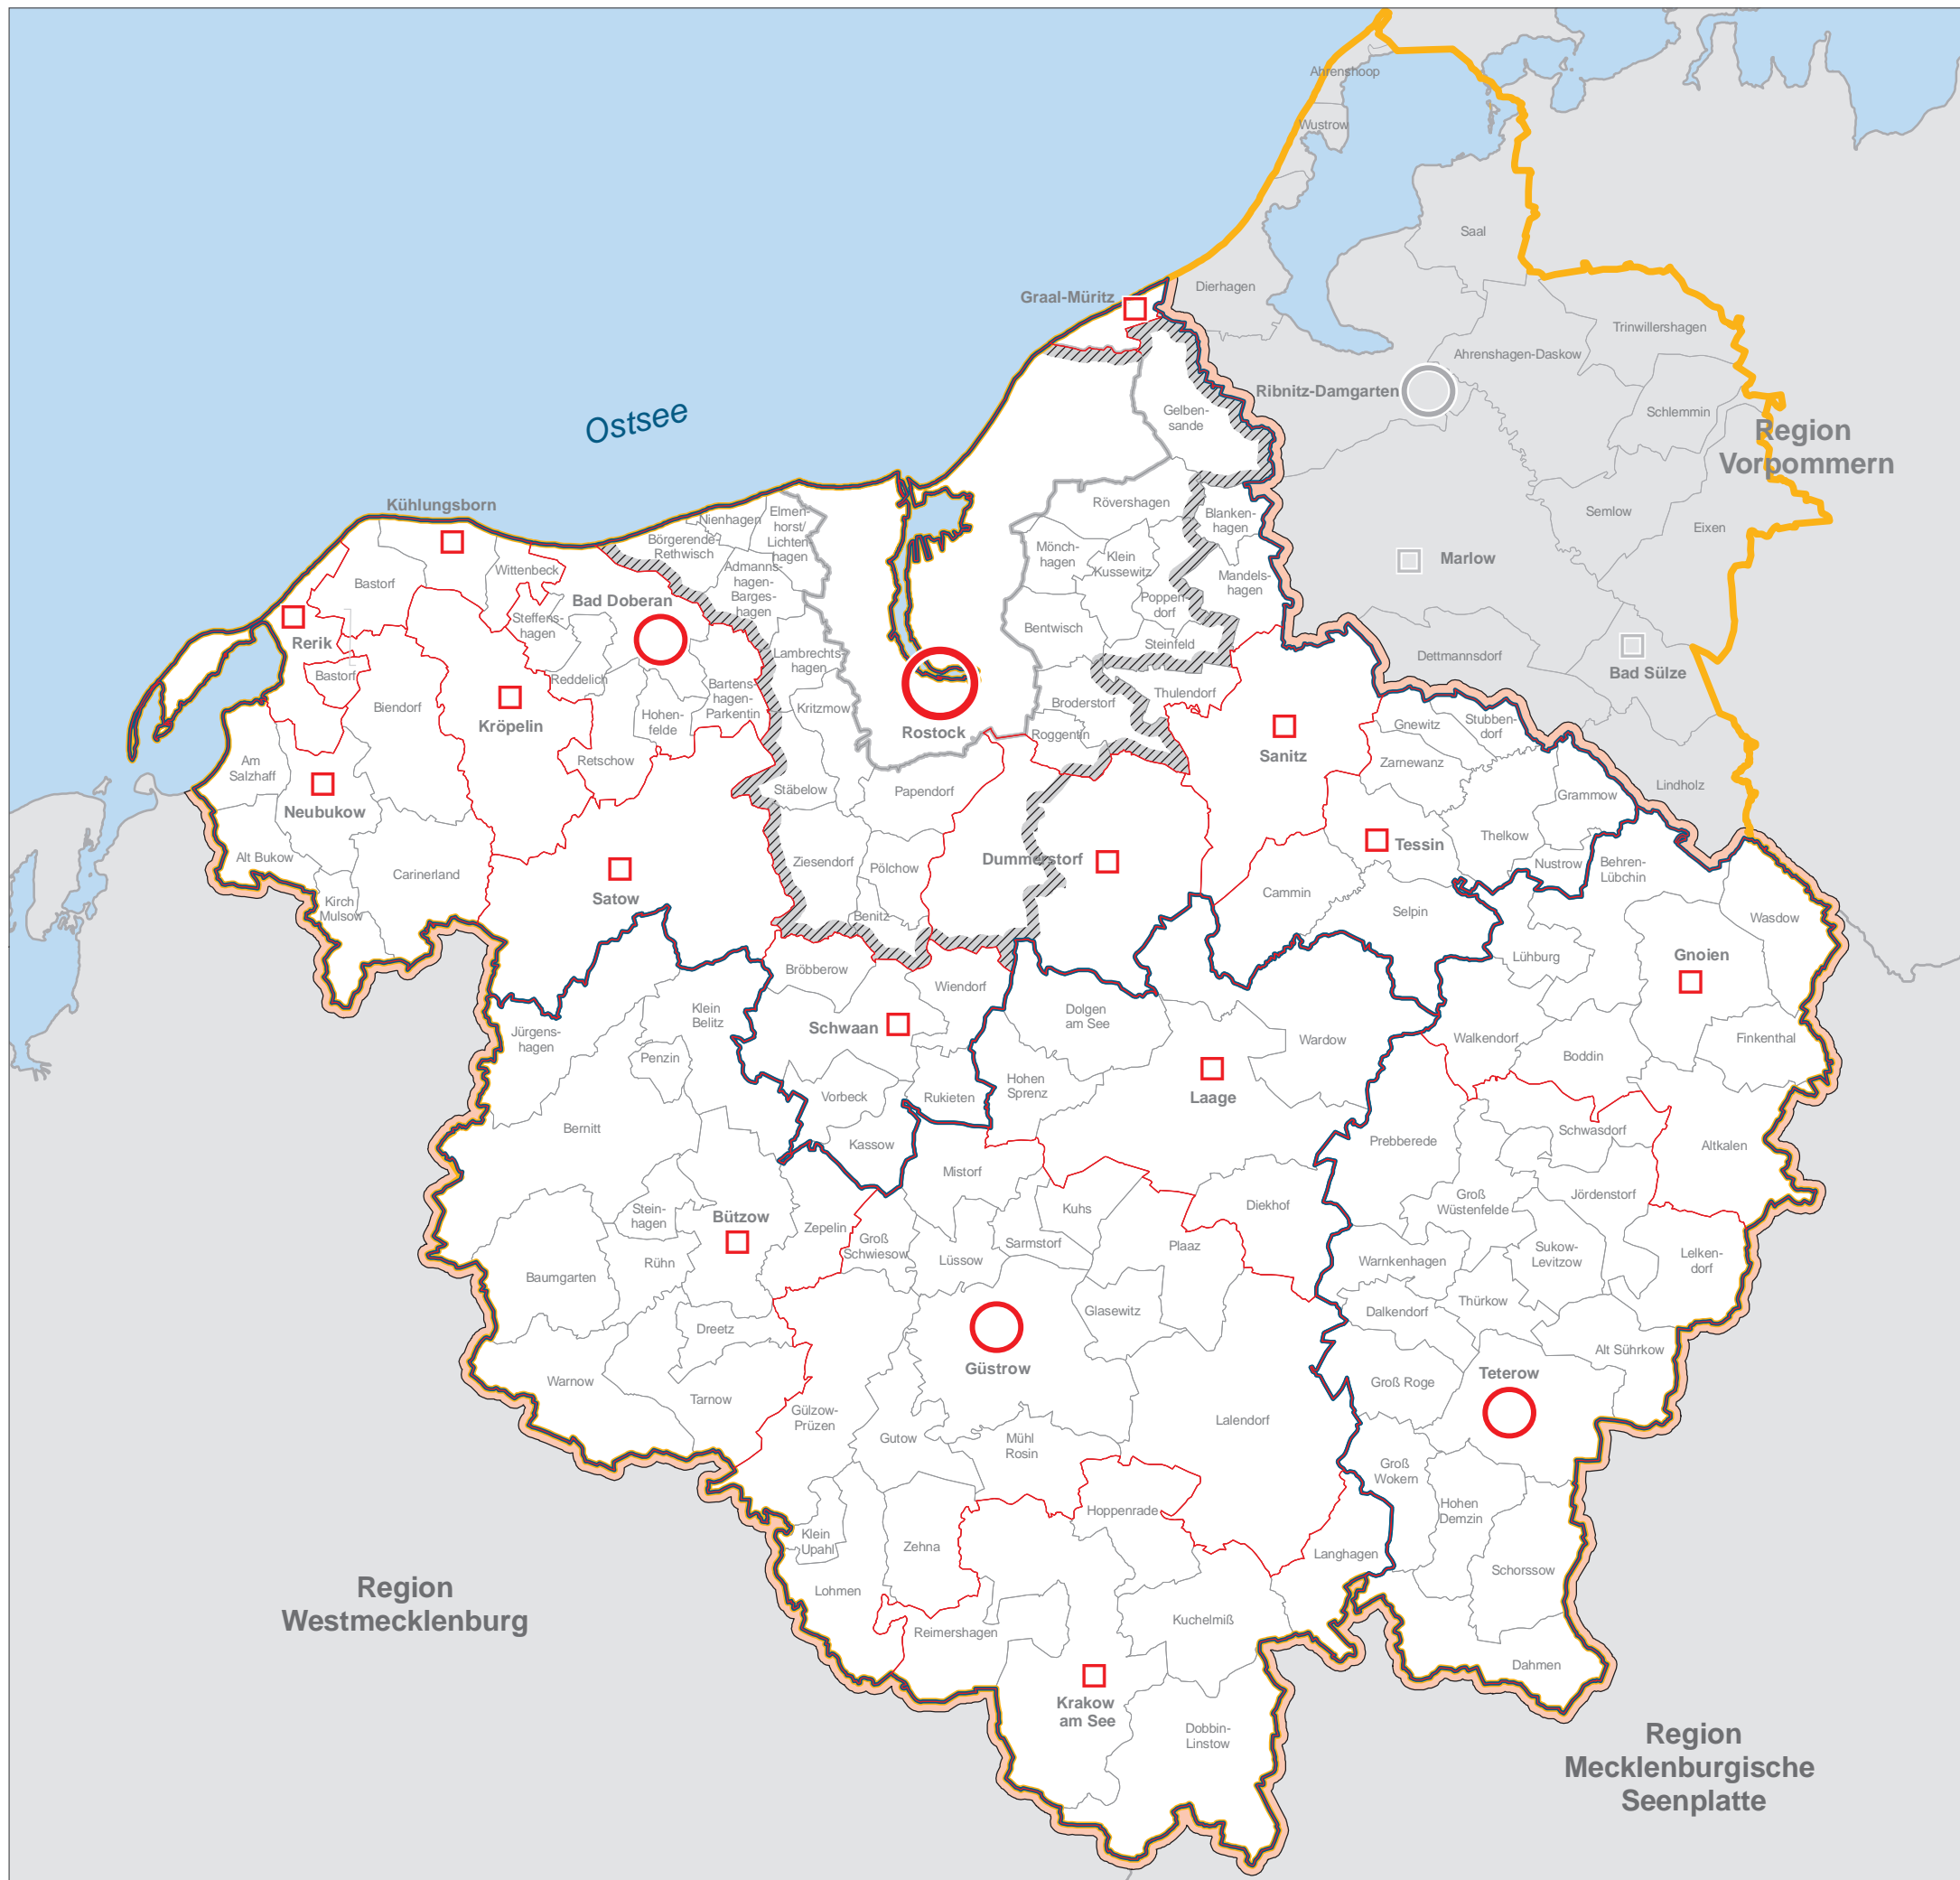 Ahrenshoop
Wustrow
Saal
Dierhagen
Graal-Müritz
Trinwillershagen
Ahrenshagen-Daskow
Ribnitz-Damgarten
Schlemmin
Region
Vorpommern
Ostsee
Gelben-
sande
Kühlungsborn
Nienhagen
Elmen-
horst/
Lichten-
hagen
Rövershagen
Blanken-
hagen
Semlow
Eixen
Börgerende-
Rethwisch
Mönch-
hagen
Klein
Kussewitz
Marlow
Bastorf
Wittenbeck
Admanns-
hagen-
Barges-
hagen
Mandels-
hagen
Bad Doberan
Poppen-
dorf
Steffens-
hagen
Rerik
Bentwisch
Steinfeld
Dettmannsdorf
Bad Sülze
Lambrechts-
hagen
Bastorf
Reddelich
Bartens-
hagen-
Parkentin
Thulendorf
Biendorf
Kröpelin
Hohen-
felde
Kritzmow
Rostock
Broderstorf
Roggentin
Sanitz
Gnewitz
Stubben-
dorf
Am
Salzhaff
Retschow
Zarnewanz
Neubukow
Stäbelow
Papendorf
Grammow
Lindholz
Alt Bukow
Carinerland
Ziesendorf
Pölchow
Dummerstorf
Tessin
Thelkow
Nustrow
Behren-
Lübchin
Kirch
Mulsow
Satow
Benitz
Cammin
Selpin
Wasdow
Lühburg
Gnoien
Bröbberow
Wiendorf
Jürgens-
hagen
Klein
Belitz
Schwaan
Dolgen
am See
Wardow
Walkendorf
Boddin
Finkenthal
Penzin
Hohen
Sprenz
Laage
Vorbeck
Rukieten
Bernitt
Kassow
Prebberede
Schwasdorf
Altkalen
Mistorf
Stein-
hagen
Bützow
Zepelin
Groß
Schwiesow
Kuhs
Diekhof
Groß
Wüstenfelde
Jördenstorf
Sarmstorf
Plaaz
Baumgarten
Rühn
Lüssow
Warnkenhagen
Sukow-
Levitzow
Lelken-
dorf
Glasewitz
Dalkendorf
Thürkow
Dreetz
Güstrow
Alt Sührkow
Warnow
Tarnow
Groß Roge
Teterow
Gülzow-
Prüzen
Lalendorf
Gutow
Mühl
Rosin
Groß
Wokern
Hoppenrade
Hohen
Demzin
Klein
Upahl
Zehna
Langhagen
Schorssow
Region
Westmecklenburg
Lohmen
Reimershagen
Kuchelmiß
Dahmen
Krakow
am See
Dobbin-
Linstow
Region
Mecklenburgische
Seenplatte